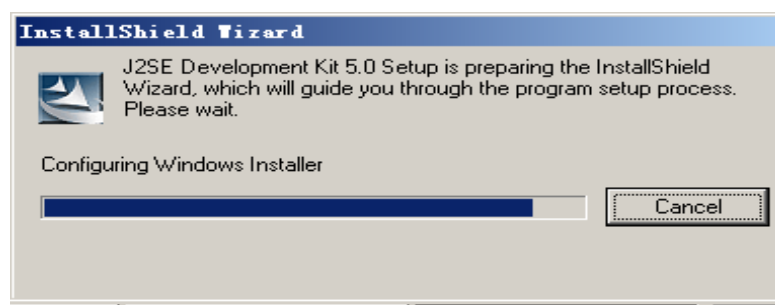 InstallShield Wizard
J2SE Development Kit 5.0 Setup is preparing the InstallShield
Wizard, which will guide you through the program setup process.
Please wait.
Configuring Windows Installer
Cancel